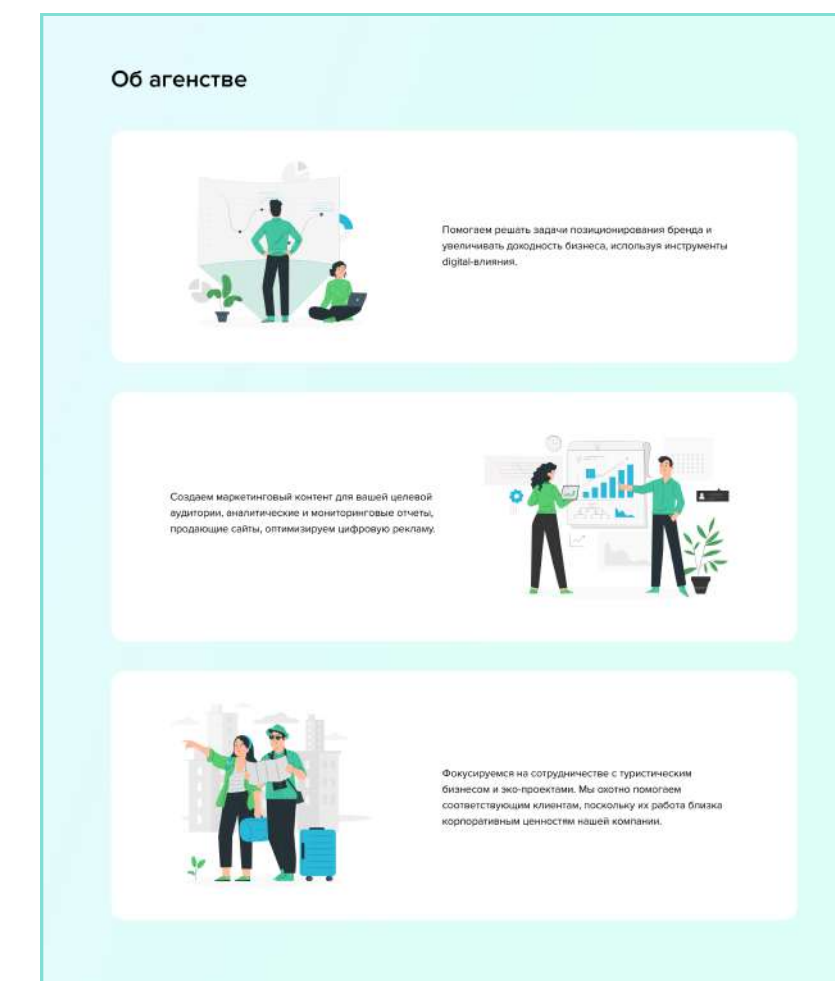 Об агенстве
Помогаем решать задачи позиционирования бренда и
увеличивать доходность бизнеса, используя инструменты
digital-влияния.
Создаем маркетинговый контент для вашей целевой
аудитории, аналитические и мониторинговые отчеты,
продающие сайты, оптимизируем цифровую рекламу.
Фокусируемся на сотрудничестве с туристическим
бизнесом и эко-проектами. Мы охотно помогаем
соответствующим клиентам, поскольку их работа близка
корпоративным ценностям нашей компании.